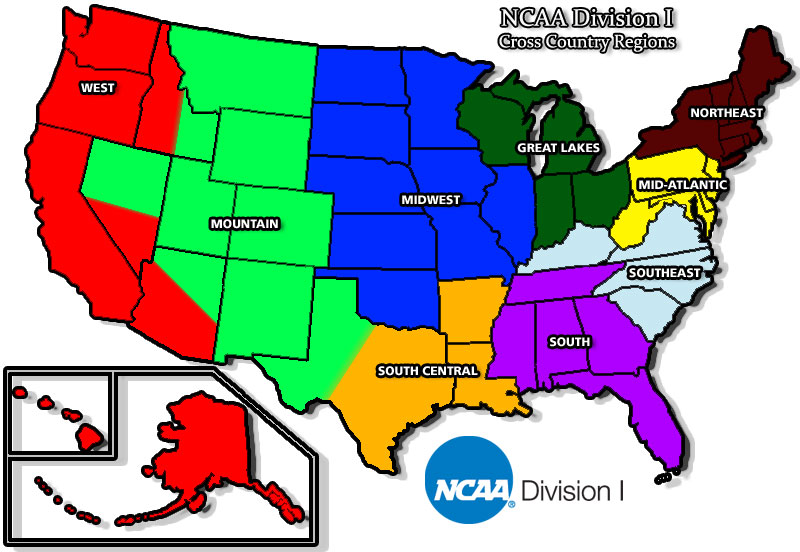 NCAA Division I
Cross Country Regions
WEST
NORTHEAST
GREAT LAKES
MID-ATLANTIC
MIDWEST
MOUNTAIN
SOUTHEAST
SOUTH
SOUTH CENTRAL
NCAA® Division I